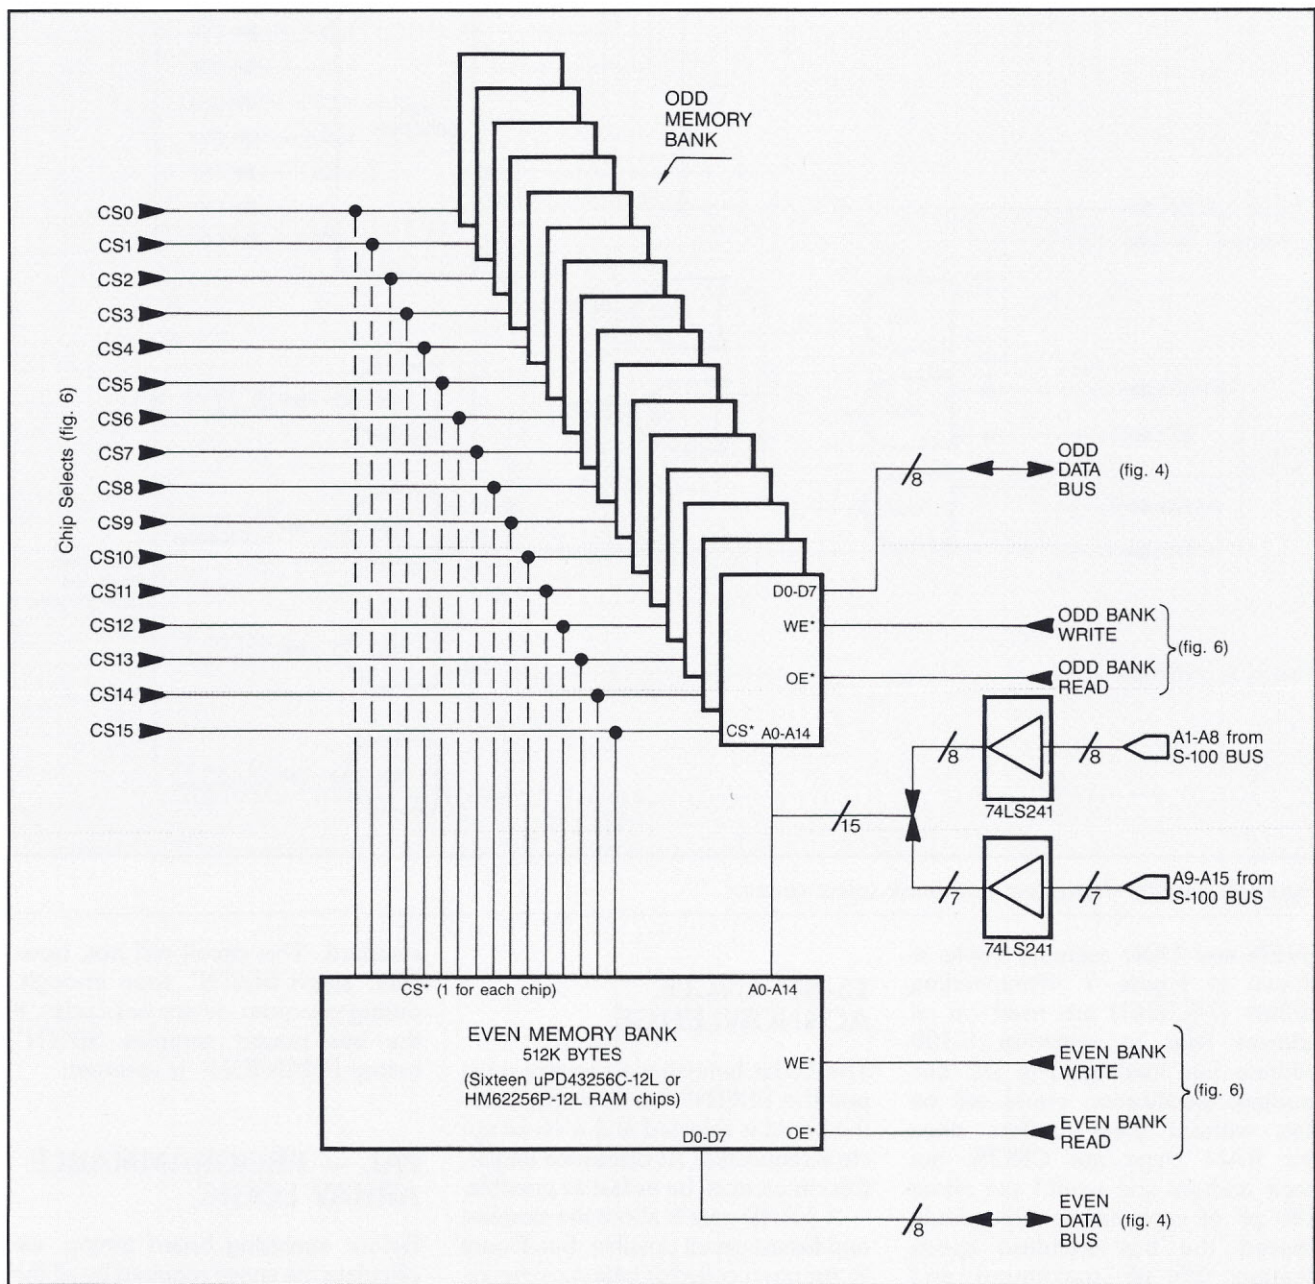 ODD
MEMORY
BANK
Chip Selects (fig. 6)
CS0
CS1
CS2
CS3
CS4
CS5
CS6
CS7
CS8
CS9
CS10
CS11
CS12
CS13
CS14
CS15
D0-D7
WE*
OE*
CS* A0-A14
8
ODD
DATA (fig. 4)
BUS
ODD BANK
WRITE
(fig. 6)
ODD BANK
READ
8
8
A1-A8 from
S-100 BUS
74LS241
15
7
7
A9-A15 from
S-100 BUS
74LS241
CS* (1 for each chip)
A0-A14
EVEN MEMORY BANK
512K BYTES
(Sixteen uPD43256C-12L or
HM62256P-12L RAM chips)
WE*
OE*
D0-D7
EVEN BANK
WRITE
(fig. 6)
EVEN BANK
READ
8
EVEN
DATA (fig. 4)
BUS